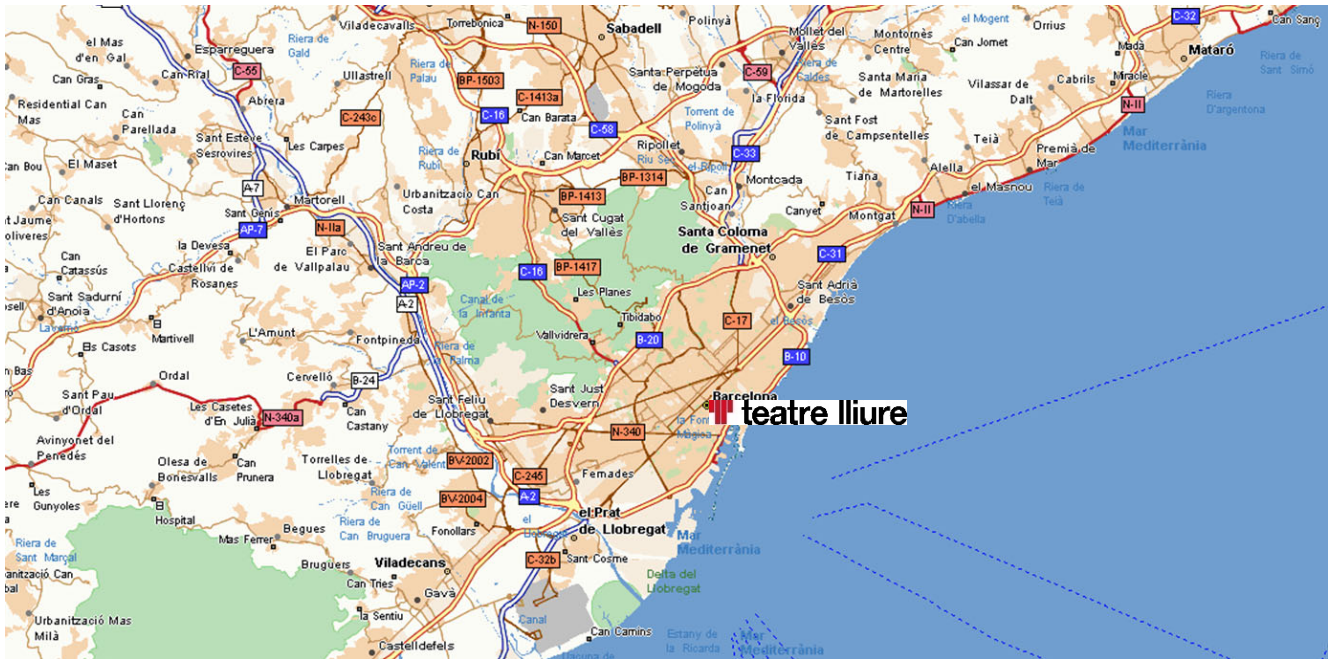 Viladecavalls
Torrebonica
N-150
Sabadell
Polinyà
el Mogent
Orrius
C-32
Can Sanç
el Mas
d'en Gal
Esparreguera
Riera de
Gald
Mollet del
Vallès
Montornès
Centre
Can Jornet
Mada
Mataró
Riera de
Sant Simó
Can Gras
Can Rial
C-55
Ullastrell
Riera de
Palau
BP-1503
Santa Perpetua
de Mogoda
C-59
Riera de
Caldes
Santa Maria
de Martorelles
Vilassar de
Dalt
Cabrils
Miracle
Residential Can
Mas
Abrera
C-1413a
la Florida
N-II
Riera
D'argentona
Can
Parellada
C-243c
C-16
Can Barata
C-58
Torrent de
Polinyà
Sant Fost
de Campsentelles
Teià
Mar
Mediterrània
Sant Esteve
Sesrovires
Les Carpes
Riera de
Rubí
Rubí
Can Marcet
Ripollet
Riu Sec
el Ripoll
C-33
Alella
Premià de
Mar
Can Bou
El Maset
A-7
BP-1314
Montcada
Tiana
el Masnou
Riera de
Teià
Can Canals
Sant Llorenç
d'Hortons
Martorell
Urbanització Can
Costa
BP-1413
Can
Santjoan
Canyet
Montgat
N-II
Riera
D'abella
Sant Genís
AP-7
N-IIa
Sant Cugat
del Vallès
Santa Coloma
de Gramenet
C-31
la Devesa
El Parc
de Vallpalau
Sant Andreu de
la Barca
Can
Catassús
Castellví de
Rosanes
AP-2
C-16
BP-1417
Sant Adrià
de Besòs
Sant Sadurní
d'Anoia
A-2
Canal de
la Infanta
Les Planes
Tibidabo
C-17
el Besòs
Martivell
L'Amunt
Fontpineda
Vallvidrera
B-20
Els Casots
Riera de
la Palma
B-10
Ordal
Cervelló
B-24
Sant Pau
d'Ordal
Les Casetes
d'En Julià
N-340a
Can
Castany
Sant Feliu
de Llobregat
Sant Just
Desvern
Barcelona
teatre lliure
la Font
Màgica
N-340
Avinyonet del
Penedés
Olesa de
Bonesvalls
Can
Prunera
Torrelles de
Llobregat
Torrent de
Can Valent
BV-2002
C-245
Femades
Les
Gunyoles
Hospital
Riera de
Can Güell
BV-2004
A-2
el Prat
de Llobregat
Begues
Riera de
Can Bruguera
Fonollars
el
Llobregat
Mar
Mediterrània
Riera de
Sant Marçal
Mas Ferrer
Bruguers
Viladecans
C-32b
Sant Cosme
Can Tries
Gavà
Delta del
Llobregat
Urbanització Mas
Milà
la Sentiu
Canal
Can Camins
Estany de
la Ricarda
Mar
Mediterrània
Castelldefels